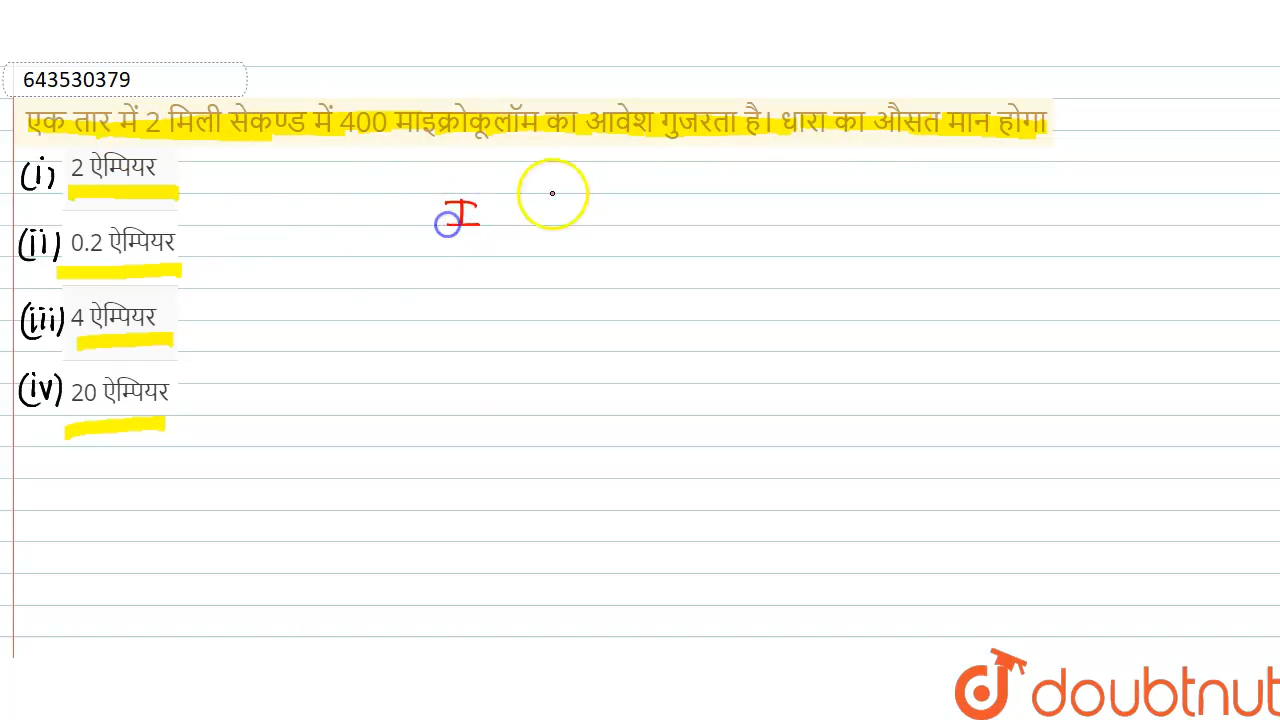 643530379
एक तार में 2 मिली सेकण्ड में 400 माइक्रोकूलॉम का आवेश गुजरता है। धारा का औसत मान होगा
(i) 2 ऐम्पियर
I
(ii) 0.2 ऐम्पियर
(iii) 4 ऐम्पियर
(iv) 20 ऐम्पियर
doubtnut